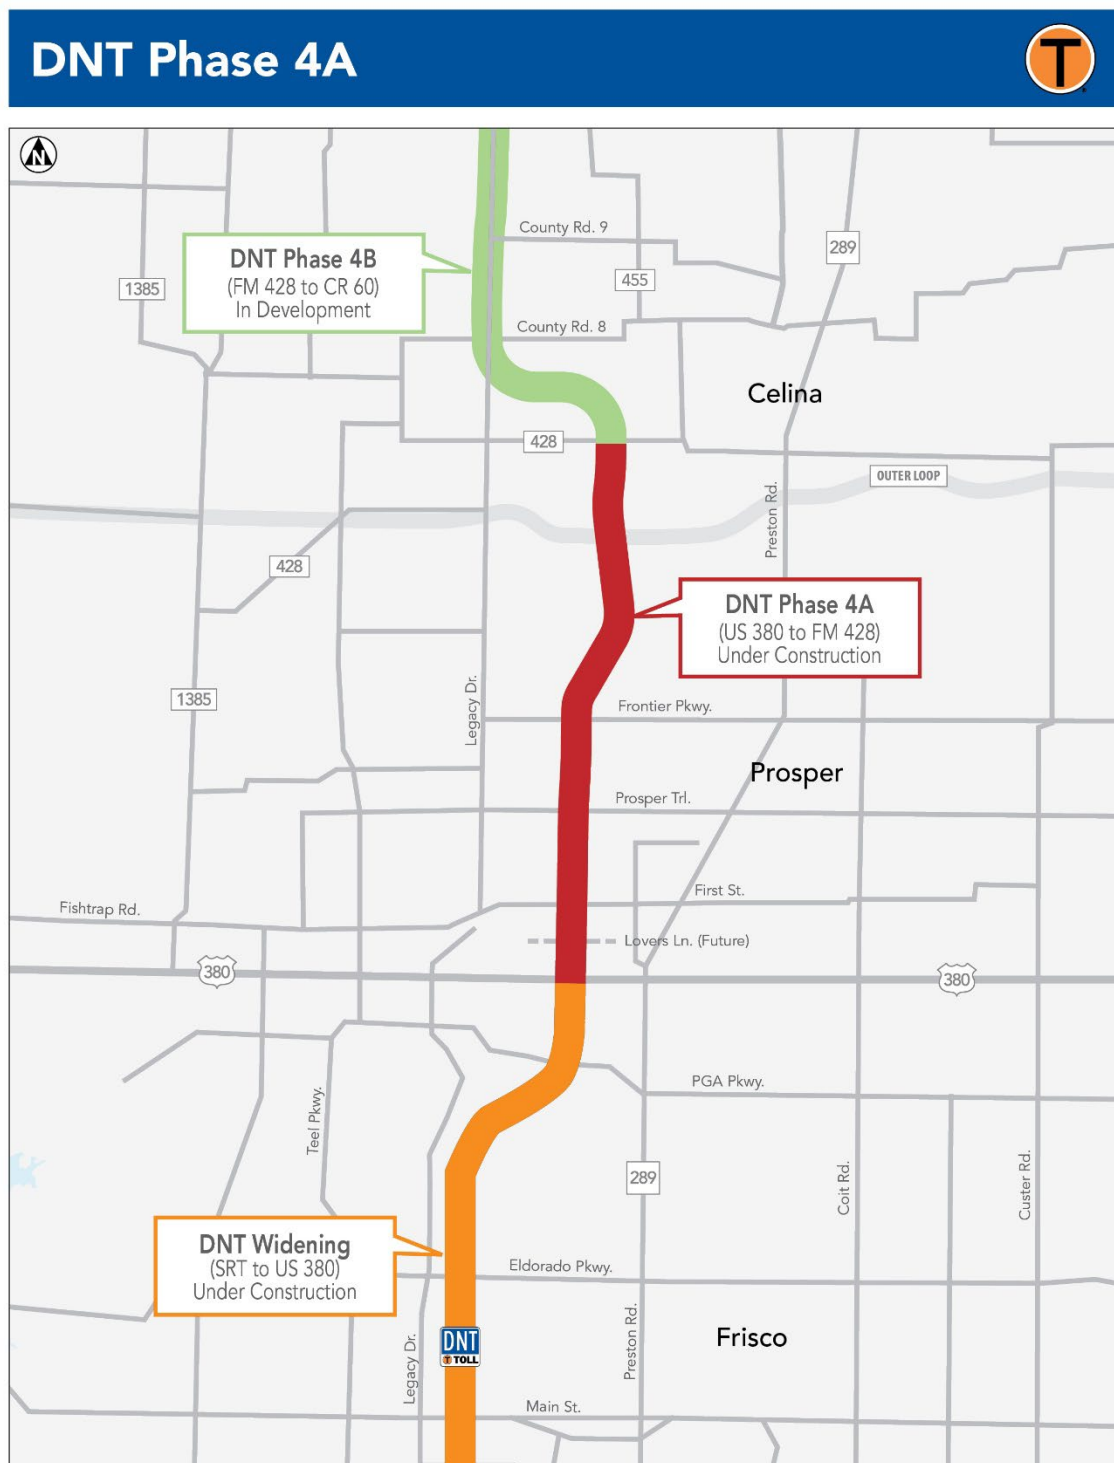 DNT Phase 4A
T
N
County Rd. 9
289
DNT Phase 4B
(FM 428 to CR 60)
In Development
1385
455
County Rd. 8
Celina
428
OUTER LOOP
Preston Rd.
428
DNT Phase 4A
(US 380 to FM 428)
Under Construction
1385
Legacy Dr.
Frontier Pkwy.
Prosper
Prosper Trl.
First St.
Fishtrap Rd.
Lovers Ln. (Future)
380
380
PGA Pkwy.
Teel Pkwy.
289
Coit Rd.
Custer Rd.
DNT Widening
(SRT to US 380)
Under Construction
Eldorado Pkwy.
DNT
T TOLL
Legacy Dr.
Preston Rd.
Frisco
Main St.